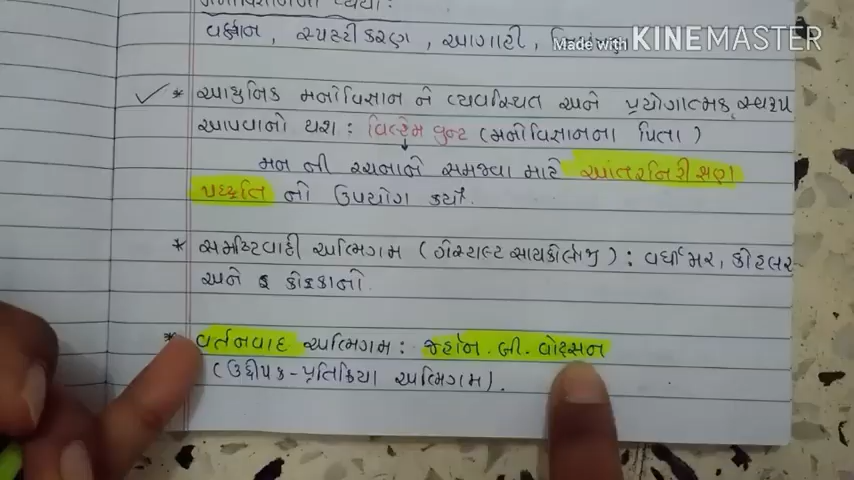 વર્ણન, સ્પષ્ટીકરણ, આગાહી,
Made with KINEMASTER
✓ * આધુનિક મનોવિજ્ઞાન ને વ્યવસ્થિત અને પ્રયોગાત્મક સ્વરૂપ
આપવાનો યશ : વિલ્હેમ વુન્ટ (મનોવિજ્ઞાનના પિતા)
મન ની રચનાને સમજવા માટે આંતરનિરીક્ષણ
પધ્ધતિ નો ઉપયોગ કર્યો.
* સમષ્ટિવાદી અભિગમ (ગેસ્ટાલ્ટ સાયકોલોજી) : વર્ધીમર, કોહલર
અને કોફકાનો.
* વર્તનવાદ અભિગમ : જ્હોન. બી. વોટ્સન
(ઉદ્દીપક-પ્રતિક્રિયા અભિગમ).